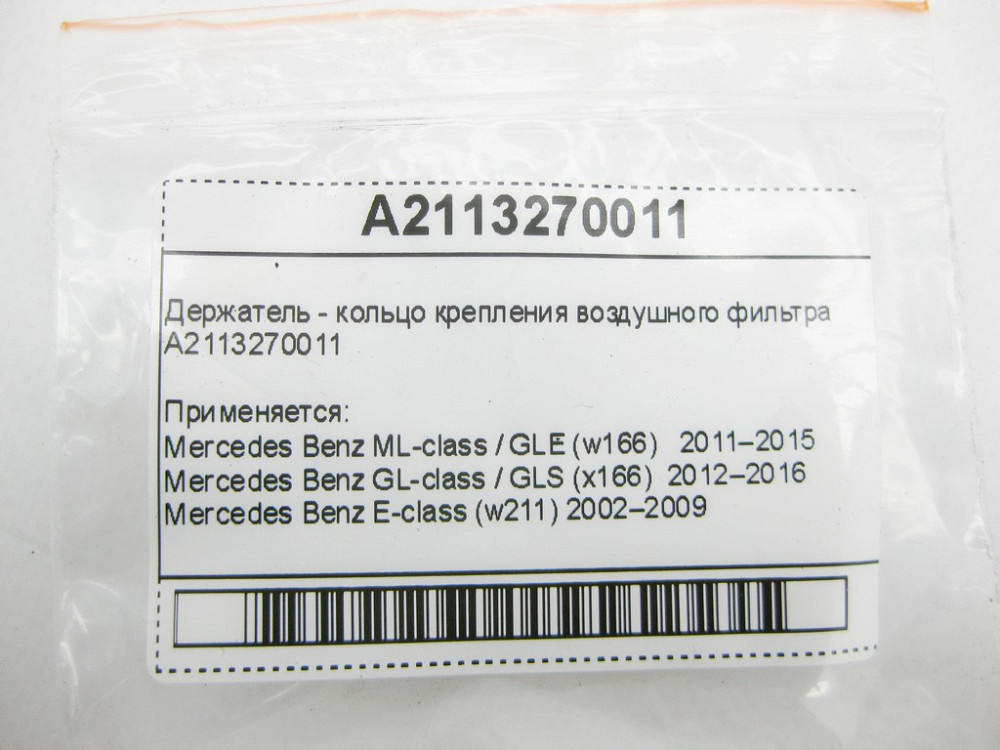 A2113270011
Держатель - кольцо крепления воздушного фильтра
A2113270011
Применяется:
Mercedes Benz ML-class / GLE (w166) 2011–2015
Mercedes Benz GL-class / GLS (x166) 2012–2016
Mercedes Benz E-class (w211) 2002–2009